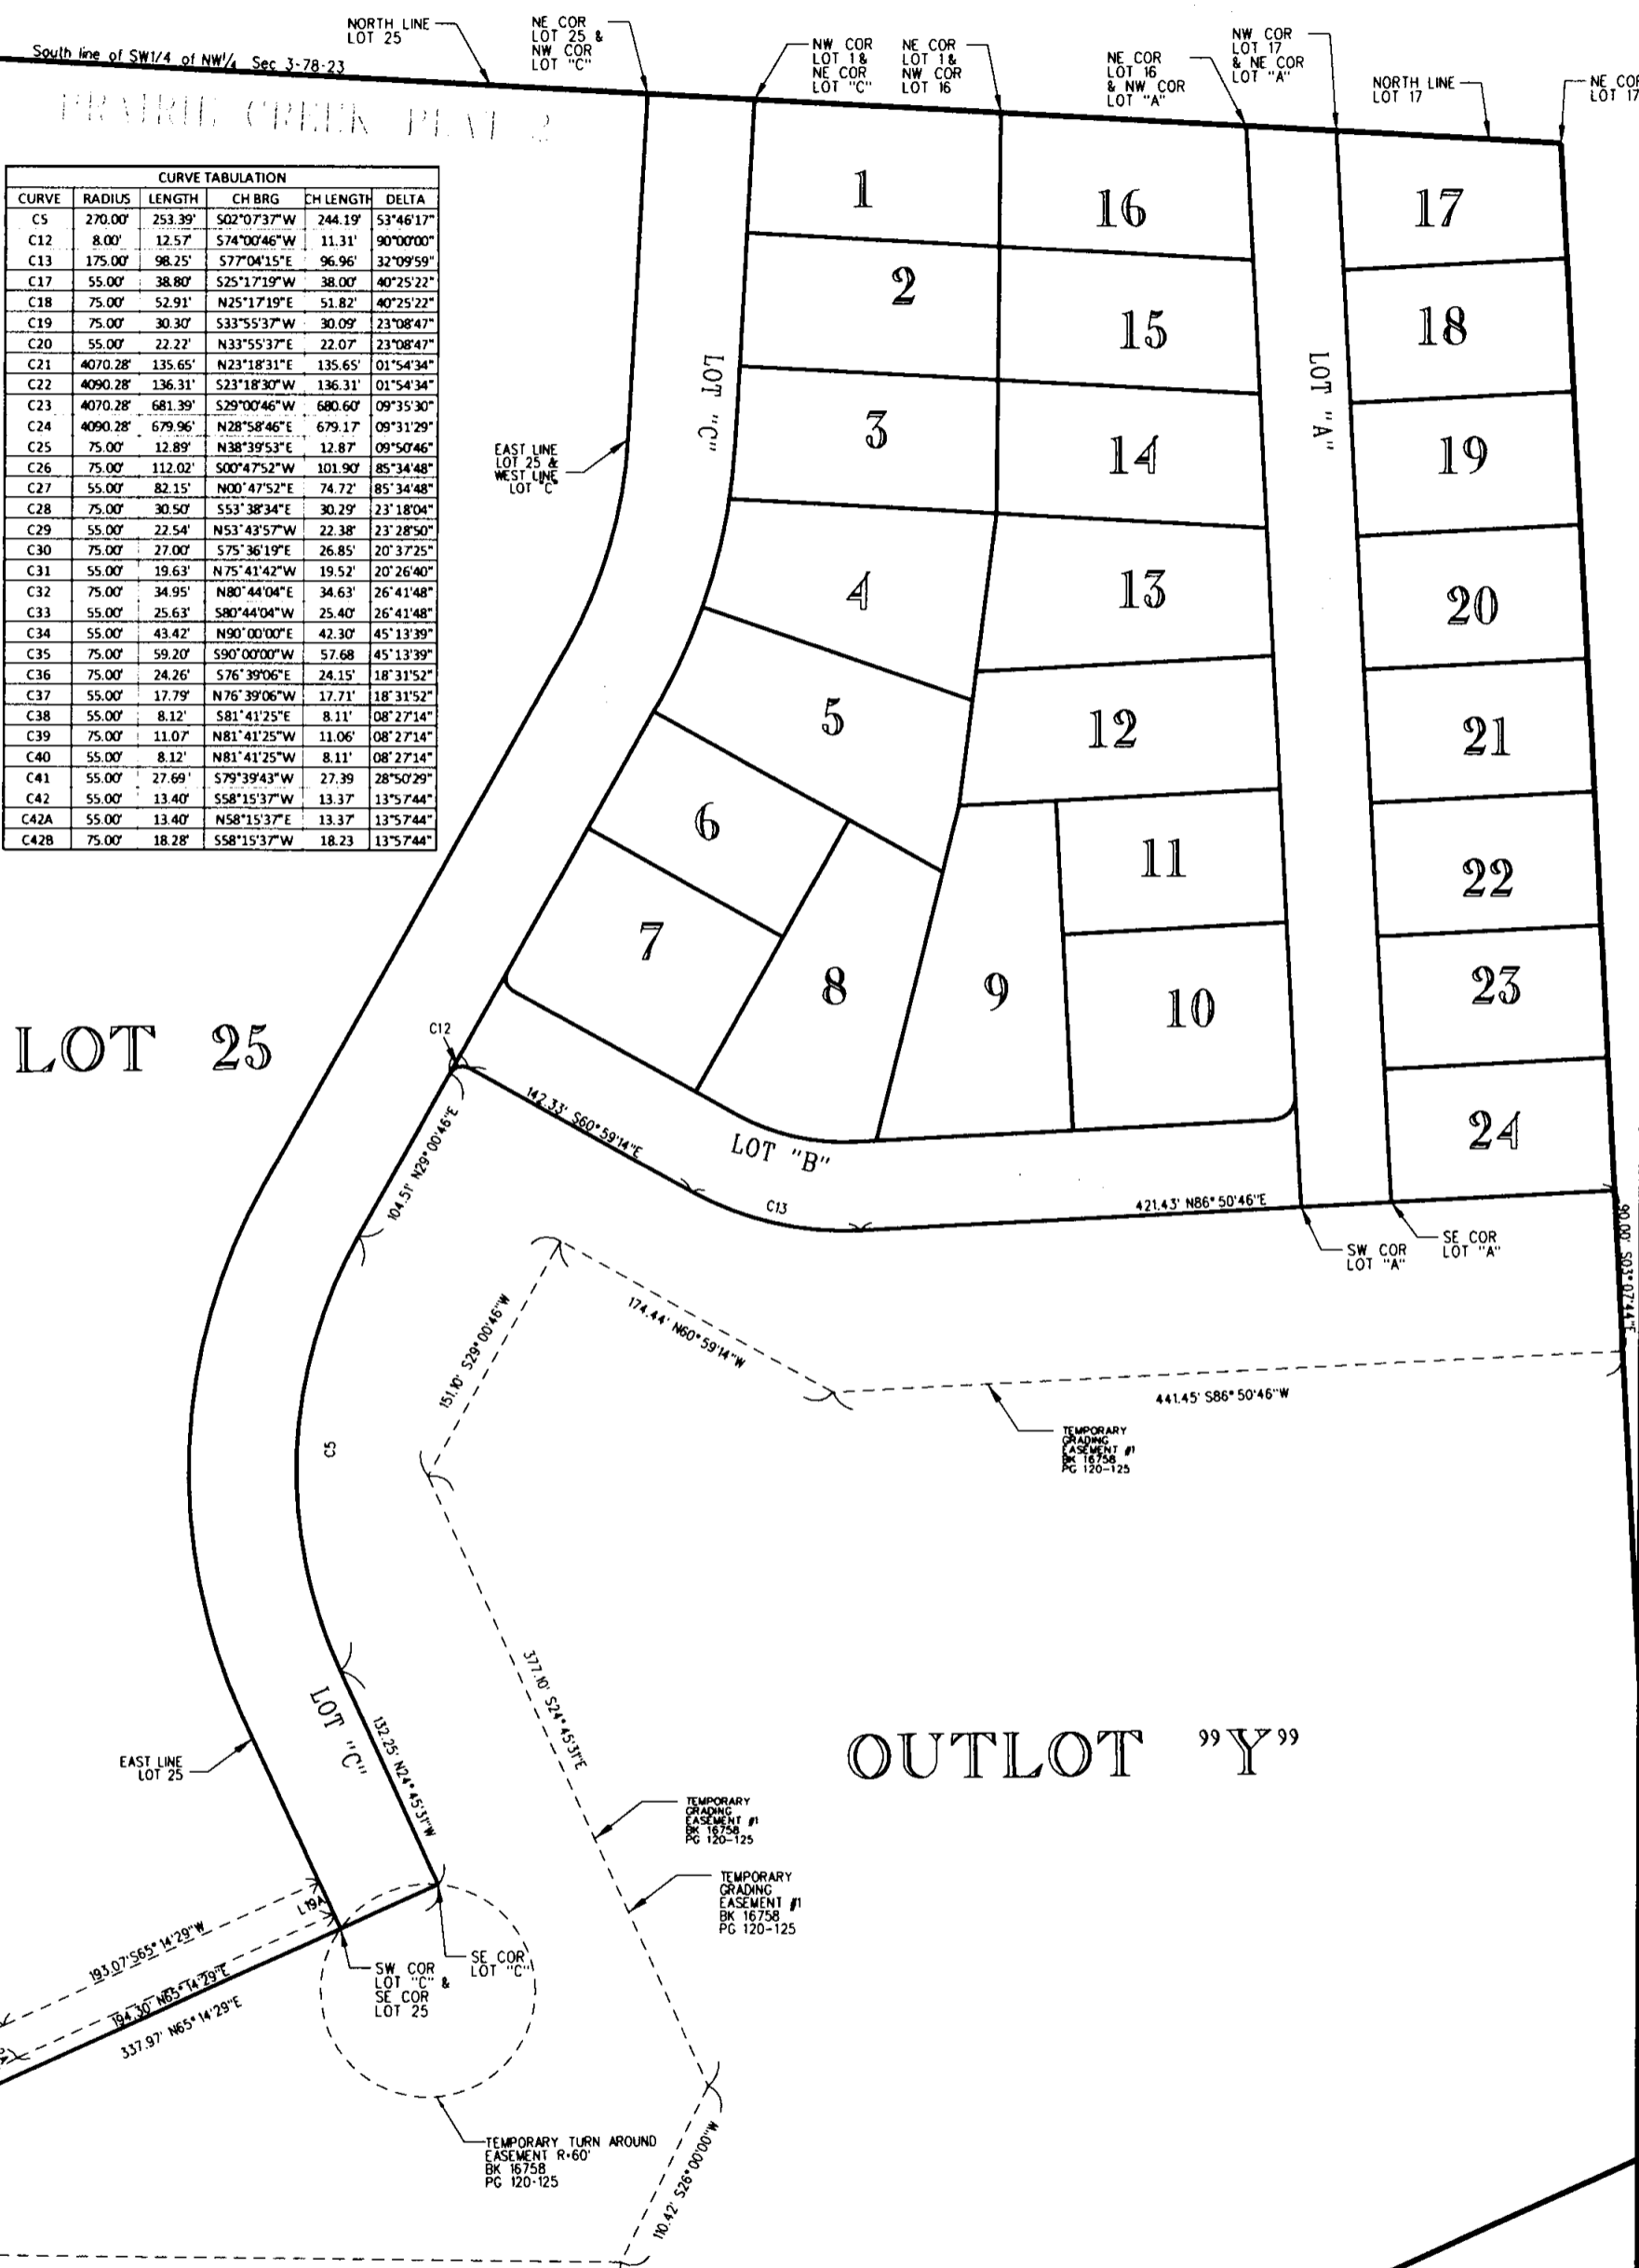 NORTH LINE
LOT 25
NE COR
LOT 25 &
NW COR
LOT "C"
NW COR
LOT 1 &
NE COR
LOT "C"
NE COR
LOT 1 &
NW COR
LOT 16
NE COR
LOT 16
& NW COR
LOT "A"
NW COR
LOT 17
& NE COR
LOT "A"
NORTH LINE
LOT 17
NE COR
LOT 17
South line of SW1/4 of NW1/4 Sec 3-78-23
PRAIRIE CREEK PLAT 2
CURVE TABULATION
CURVE RADIUS LENGTH CH BRG CH LENGTH DELTA
C5 270.00' 253.39' S02°07'37"W 244.19' 53°46'17"
C12 8.00' 12.57' S74°00'46"W 11.31' 90°00'00"
C13 175.00' 98.25' S77°04'15"E 96.96' 32°09'59"
C17 55.00' 38.80' S25°17'19"W 38.00' 40°25'22"
C18 75.00' 52.91' N25°17'19"E 51.82' 40°25'22"
C19 75.00' 30.30' S33°55'37"W 30.09' 23°08'47"
C20 55.00' 22.22' N33°55'37"E 22.07' 23°08'47"
C21 4070.28' 135.65' N23°18'31"E 135.65' 01°54'34"
C22 4090.28' 136.31' S23°18'30"W 136.31' 01°54'34"
C23 4070.28' 681.39' S29°00'46"W 680.60' 09°35'30"
C24 4090.28' 679.96' N28°58'46"E 679.17' 09°31'29"
C25 75.00' 12.89' N38°39'53"E 12.87' 09°50'46"
C26 75.00' 112.02' S00°47'52"W 101.90' 85°34'48"
C27 55.00' 82.15' N00°47'52"E 74.72' 85°34'48"
C28 75.00' 30.50' S53°38'34"E 30.29' 23°18'04"
C29 55.00' 22.54' N53°43'57"W 22.38' 23°28'50"
C30 75.00' 27.00' S75°36'19"E 26.85' 20°37'25"
C31 55.00' 19.63' N75°41'42"W 19.52' 20°26'40"
C32 75.00' 34.95' N80°44'04"E 34.63' 26°41'48"
C33 55.00' 25.63' S80°44'04"W 25.40' 26°41'48"
C34 55.00' 43.42' N90°00'00"E 42.30' 45°13'39"
C35 75.00' 59.20' S90°00'00"W 57.68 45°13'39"
C36 75.00' 24.26' S76°39'06"E 24.15' 18°31'52"
C37 55.00' 17.79' N76°39'06"W 17.71' 18°31'52"
C38 55.00' 8.12' S81°41'25"E 8.11' 08°27'14"
C39 75.00' 11.07' N81°41'25"W 11.06' 08°27'14"
C40 55.00' 8.12' N81°41'25"W 8.11' 08°27'14"
C41 55.00' 27.69' S79°39'43"W 27.39 28°50'29"
C42 55.00' 13.40' S58°15'37"W 13.37' 13°57'44"
C42A 55.00' 13.40' N58°15'37"E 13.37' 13°57'44"
C42B 75.00' 18.28' S58°15'37"W 18.23 13°57'44"
1
16
17
2
15
18
LOT "C"
LOT "A"
3
14
19
EAST LINE
LOT 25 &
WEST LINE
LOT "C"
4
13
20
5
12
21
6
11
22
7
8
9
10
23
LOT 25
C12
24
142.33' S60°59'14"E
104.51' N29°00'46"E
LOT "B"
C13
421.43' N86°50'46"E
SW COR
LOT "A"
SE COR
LOT "A"
90.00' S03°07'44"E
151.10' S29°00'46"W
174.44' N60°59'14"W
441.45' S86°50'46"W
TEMPORARY
GRADING
EASEMENT #1
BK 16758
PG 120-125
C5
377.10' S24°45'31"E
LOT "C"
132.25' N24°45'31"W
OUTLOT "Y"
EAST LINE
LOT 25
TEMPORARY
GRADING
EASEMENT #1
BK 16758
PG 120-125
TEMPORARY
GRADING
EASEMENT #1
BK 16758
PG 120-125
L19A
193.07' S65°14'29"W
194.30' N65°14'29"E
337.97' N65°14'29"E
SW COR
LOT "C" &
SE COR
LOT 25
SE COR
LOT "C"
TEMPORARY TURN AROUND
EASEMENT R=60'
BK 16758
PG 120-125
110.42' S26°00'00"W